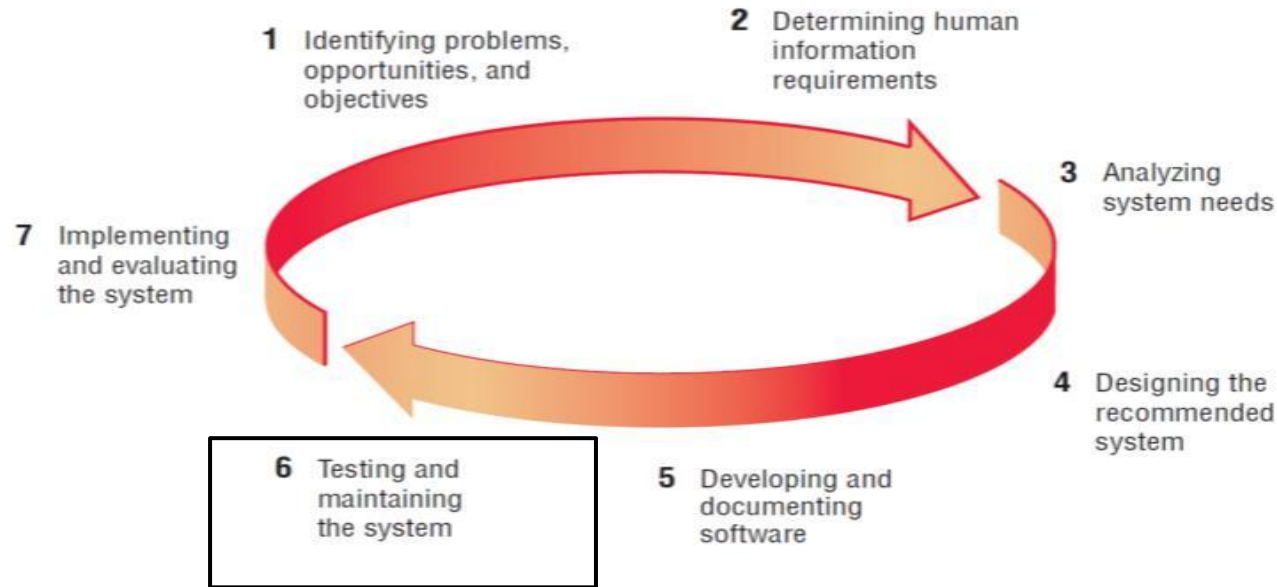 1 Identifying problems,
opportunities, and
objectives
2 Determining human
information
requirements
3 Analyzing
system needs
4 Designing the
recommended
system
5 Developing and
documenting
software
6 Testing and
maintaining
the system
7 Implementing
and evaluating
the system